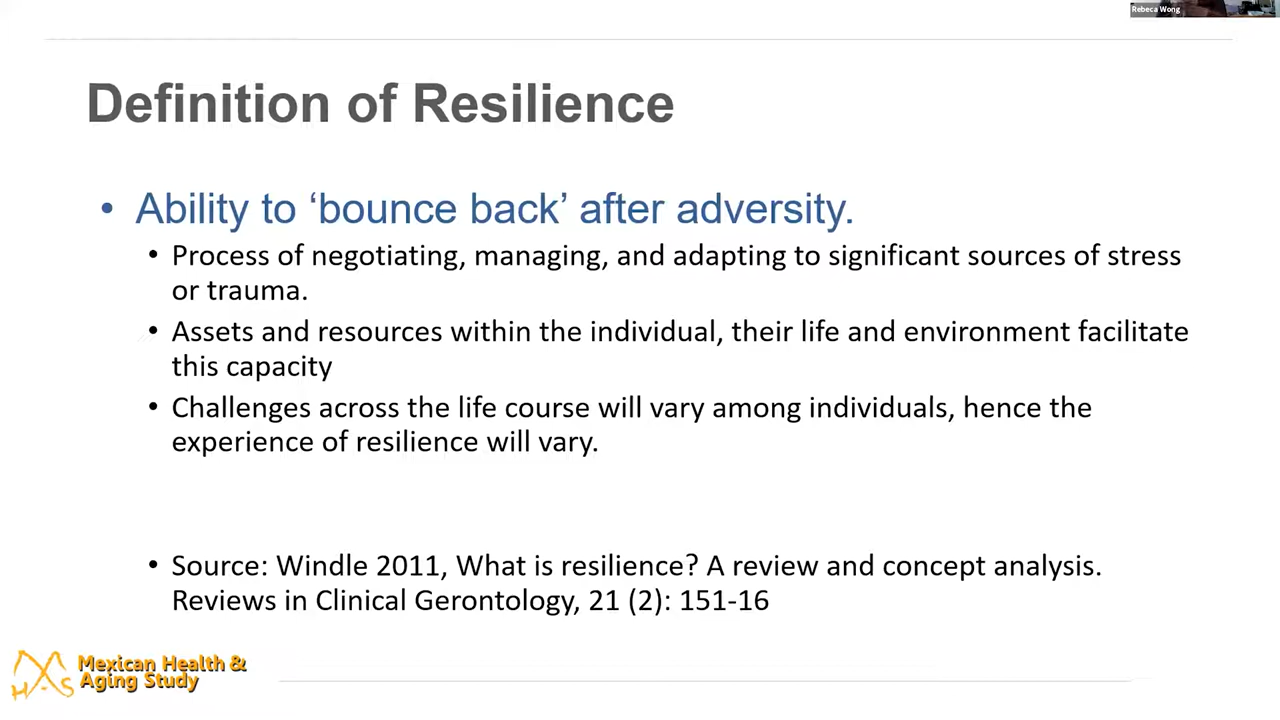 Rebeca Wong
Definition of Resilience
• Ability to ‘bounce back’ after adversity.
• Process of negotiating, managing, and adapting to significant sources of stress
or trauma.
• Assets and resources within the individual, their life and environment facilitate
this capacity
• Challenges across the life course will vary among individuals, hence the
experience of resilience will vary.
• Source: Windle 2011, What is resilience? A review and concept analysis.
Reviews in Clinical Gerontology, 21 (2): 151-16
Mexican Health &
Aging Study